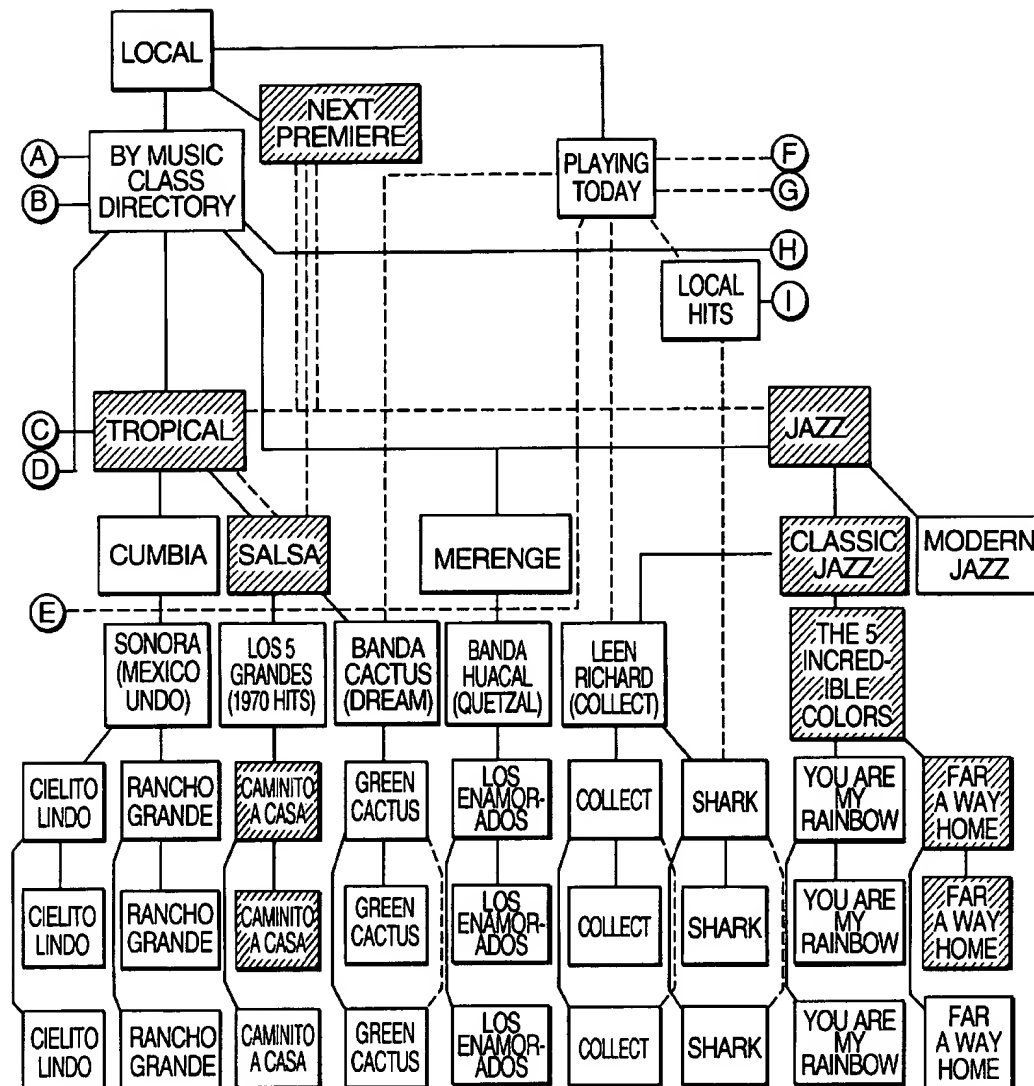 LOCAL
NEXT
PREMIERE
A
B
BY MUSIC
CLASS
DIRECTORY
PLAYING
TODAY
F
G
H
LOCAL
HITS
I
C
D
TROPICAL
JAZZ
CUMBIA
SALSA
MERENGE
CLASSIC
JAZZ
MODERN
JAZZ
E
SONORA
(MEXICO
UNDO)
LOS 5
GRANDES
(1970 HITS)
BANDA
CACTUS
(DREAM)
BANDA
HUACAL
(QUETZAL)
LEEN
RICHARD
(COLLECT)
THE 5
INCRED-
IBLE
COLORS
CIELITO
LINDO
RANCHO
GRANDE
CAMINITO
A CASA
GREEN
CACTUS
LOS
ENAMOR-
ADOS
COLLECT
SHARK
YOU ARE
MY
RAINBOW
FAR
A WAY
HOME
CIELITO
LINDO
RANCHO
GRANDE
CAMINITO
A CASA
GREEN
CACTUS
LOS
ENAMOR-
ADOS
COLLECT
SHARK
YOU ARE
MY
RAINBOW
FAR
A WAY
HOME
CIELITO
LINDO
RANCHO
GRANDE
CAMINITO
A CASA
GREEN
CACTUS
LOS
ENAMOR-
ADOS
COLLECT
SHARK
YOU ARE
MY
RAINBOW
FAR
A WAY
HOME